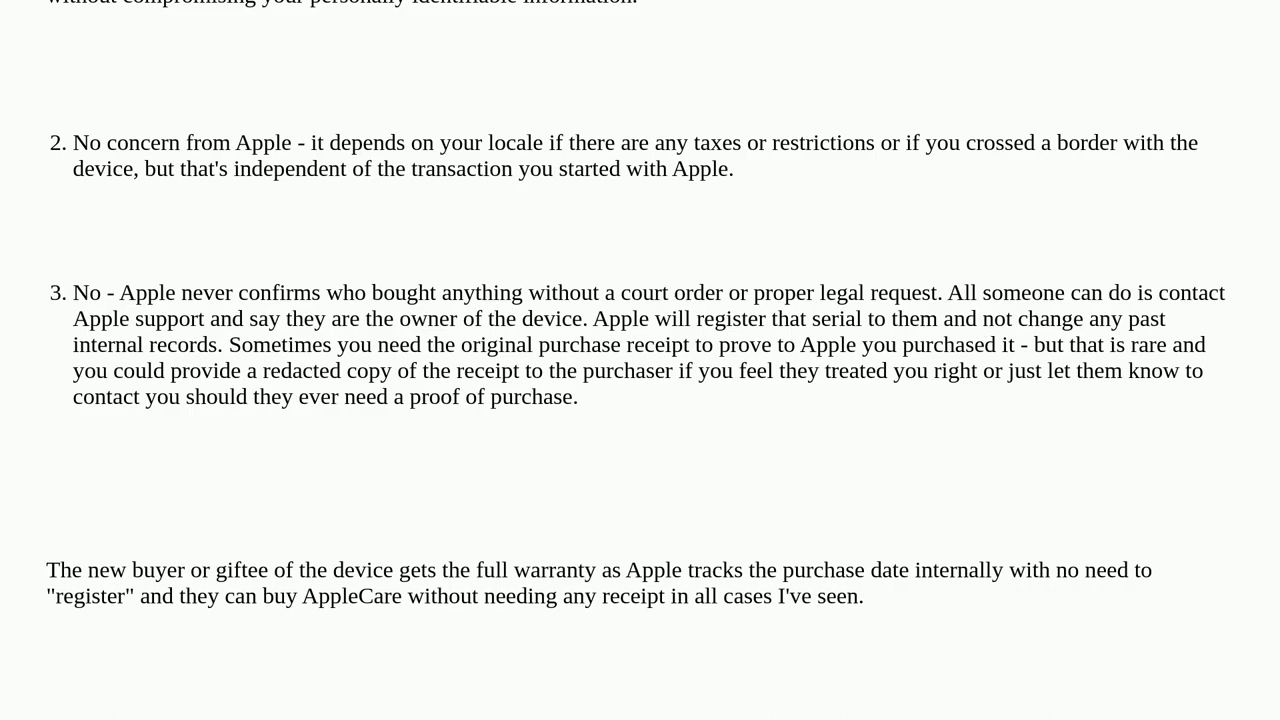 without compromising your personally identifiable information.
2. No concern from Apple - it depends on your locale if there are any taxes or restrictions or if you crossed a border with the
device, but that's independent of the transaction you started with Apple.
3. No - Apple never confirms who bought anything without a court order or proper legal request. All someone can do is contact
Apple support and say they are the owner of the device. Apple will register that serial to them and not change any past
internal records. Sometimes you need the original purchase receipt to prove to Apple you purchased it - but that is rare and
you could provide a redacted copy of the receipt to the purchaser if you feel they treated you right or just let them know to
contact you should they ever need a proof of purchase.
The new buyer or giftee of the device gets the full warranty as Apple tracks the purchase date internally with no need to
"register" and they can buy AppleCare without needing any receipt in all cases I've seen.